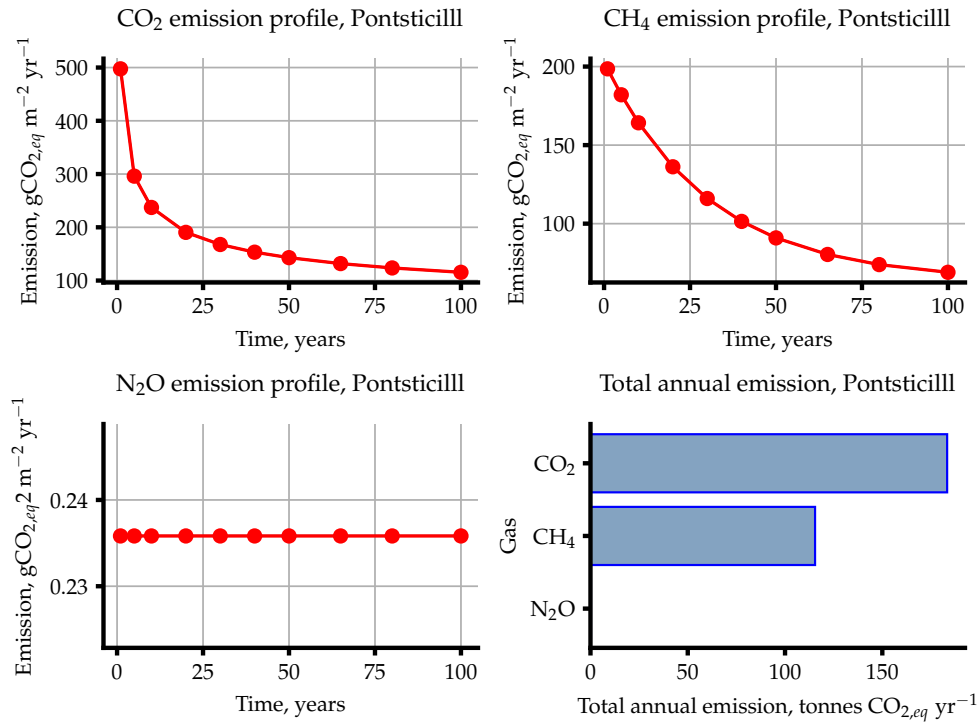 CO₂ emission profile, Pontsticilll
Emission, gCO₂,eq m⁻² yr⁻¹
500
400
300
200
100
0 25 50 75 100
Time, years
CH₄ emission profile, Pontsticilll
Emission, gCO₂,eq m⁻² yr⁻¹
200
150
100
0 25 50 75 100
Time, years
N₂O emission profile, Pontsticilll
Emission, gCO₂,eq2 m⁻² yr⁻¹
0.24
0.23
0 25 50 75 100
Time, years
Total annual emission, Pontsticilll
Gas
CO₂
CH₄
N₂O
0 50 100 150
Total annual emission, tonnes CO₂,eq yr⁻¹